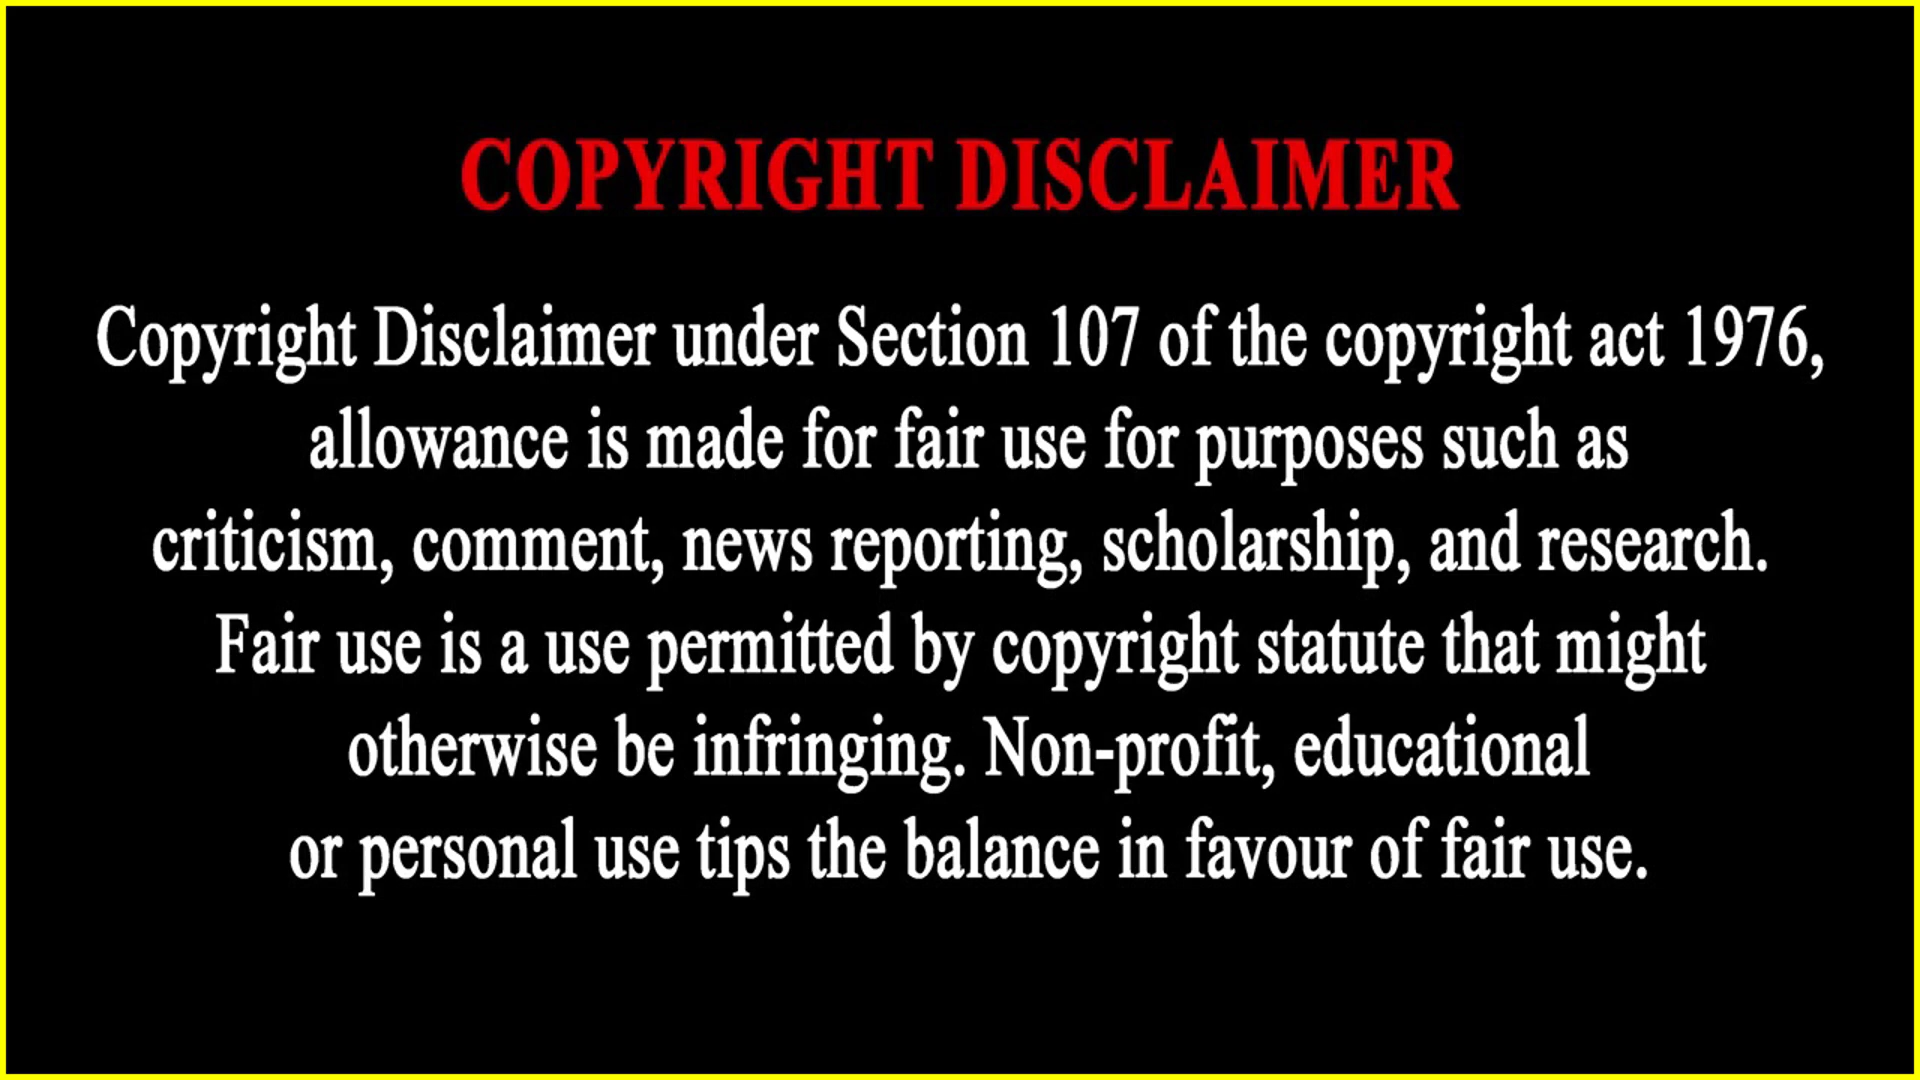 COPYRIGHT DISCLAIMER
Copyright Disclaimer under Section 107 of the copyright act 1976,
allowance is made for fair use for purposes such as
criticism, comment, news reporting, scholarship, and research.
Fair use is a use permitted by copyright statute that might
otherwise be infringing. Non-profit, educational
or personal use tips the balance in favour of fair use.